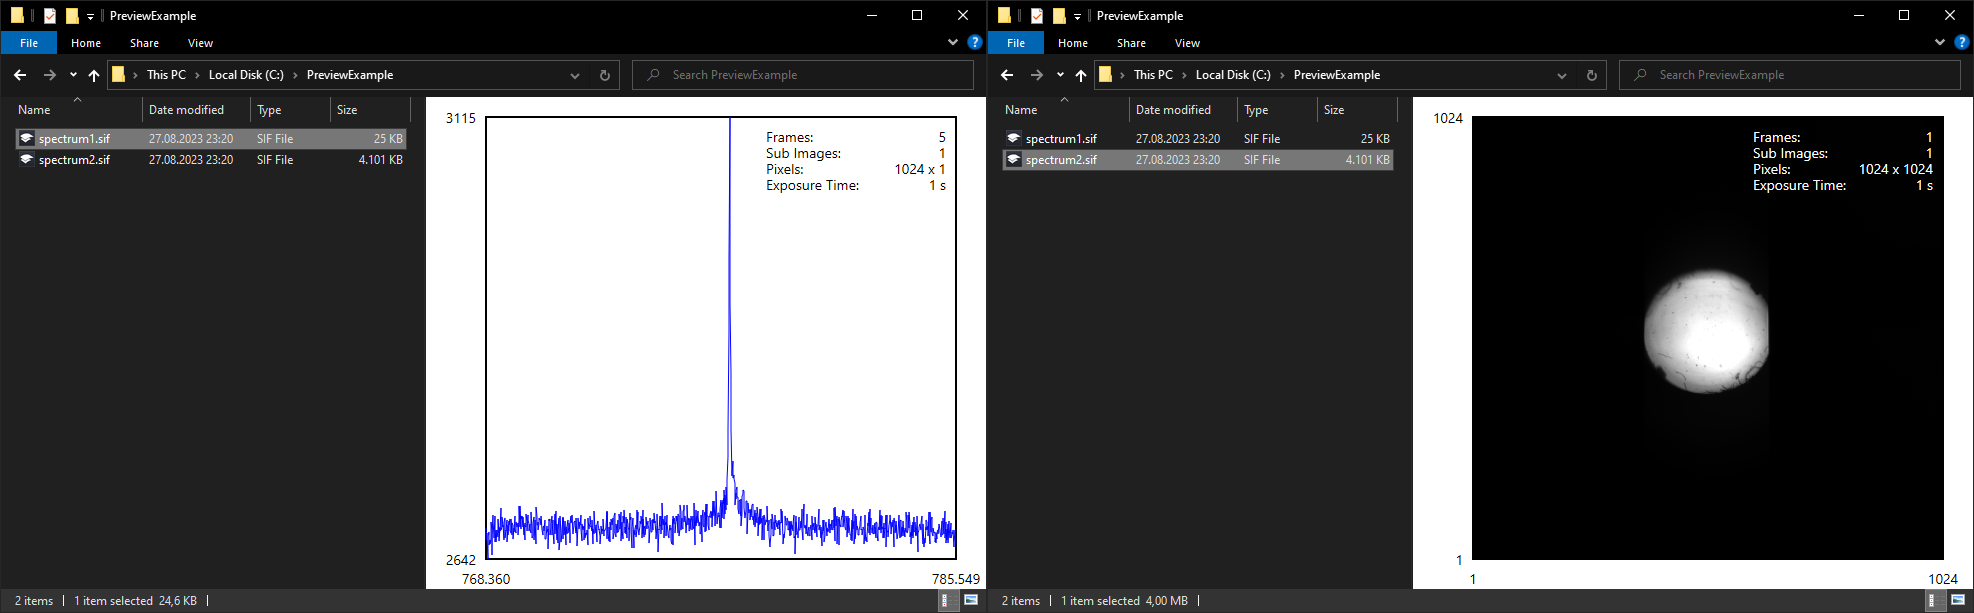 PreviewExample
File Home Share View
This PC Local Disk (C:) PreviewExample Search PreviewExample
Name Date modified Type Size
spectrum1.sif 27.08.2023 23:20 SIF File 25 KB
spectrum2.sif 27.08.2023 23:20 SIF File 4.101 KB
3115
Frames: 5
Sub Images: 1
Pixels: 1024 x 1
Exposure Time: 1 s
2642
768.360 785.549
2 items 1 item selected 24,6 KB
PreviewExample
File Home Share View
This PC Local Disk (C:) PreviewExample Search PreviewExample
Name Date modified Type Size
spectrum1.sif 27.08.2023 23:20 SIF File 25 KB
spectrum2.sif 27.08.2023 23:20 SIF File 4.101 KB
1024
Frames: 1
Sub Images: 1
Pixels: 1024 x 1024
Exposure Time: 1 s
1
1 1024
2 items 1 item selected 4,00 MB